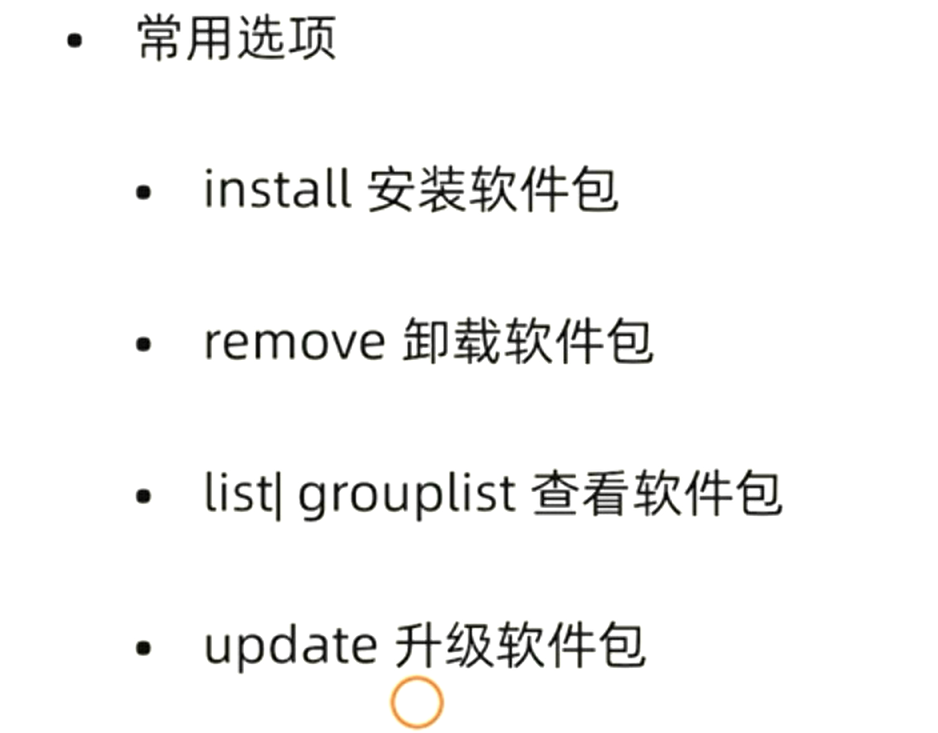 常用选项
install 安装软件包
remove 卸载软件包
list| grouplist 查看软件包
update 升级软件包